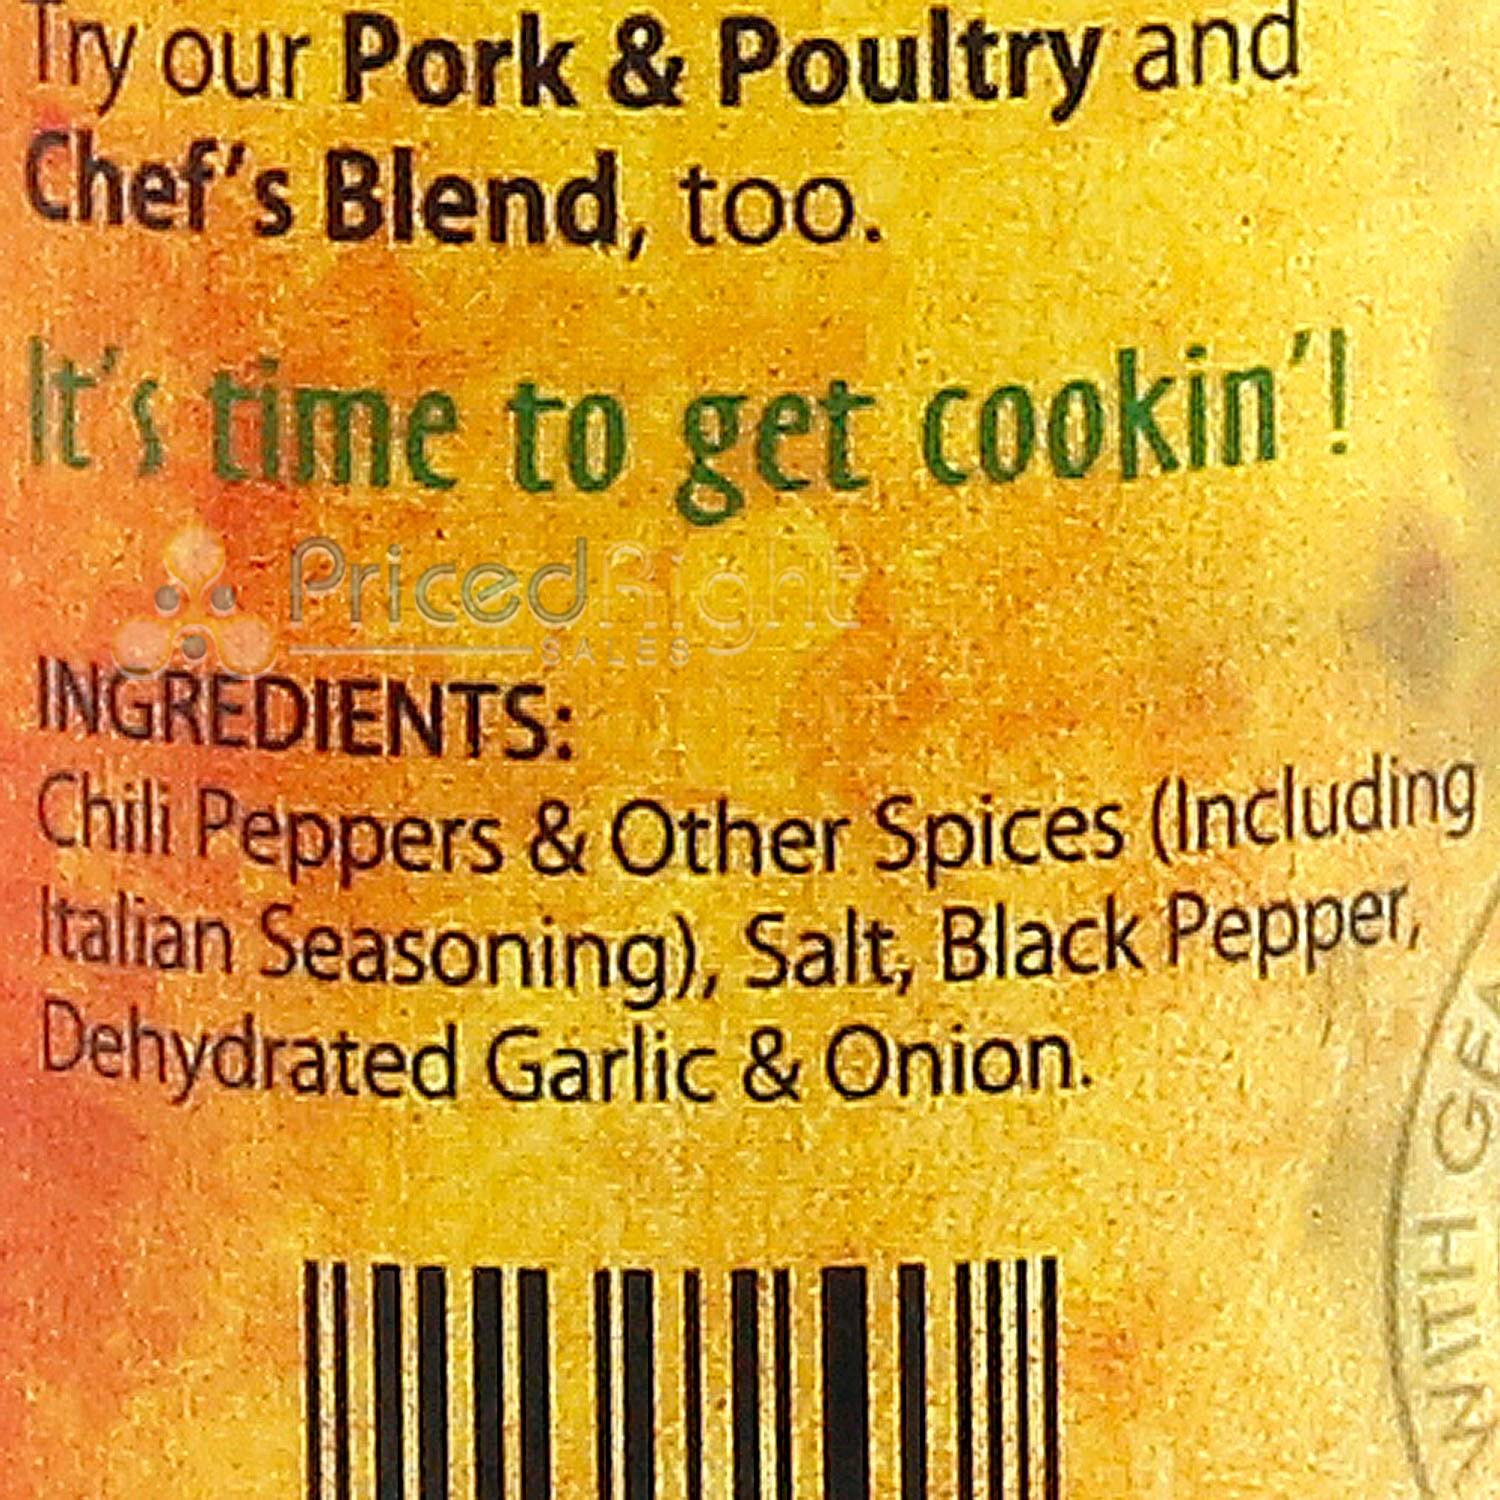 Try our Pork & Poultry and
Chef's Blend, too.
It's time to get cookin'!
PricedRight
SALES
INGREDIENTS:
Chili Peppers & Other Spices (Including
Italian Seasoning), Salt, Black Pepper,
Dehydrated Garlic & Onion.
WITH